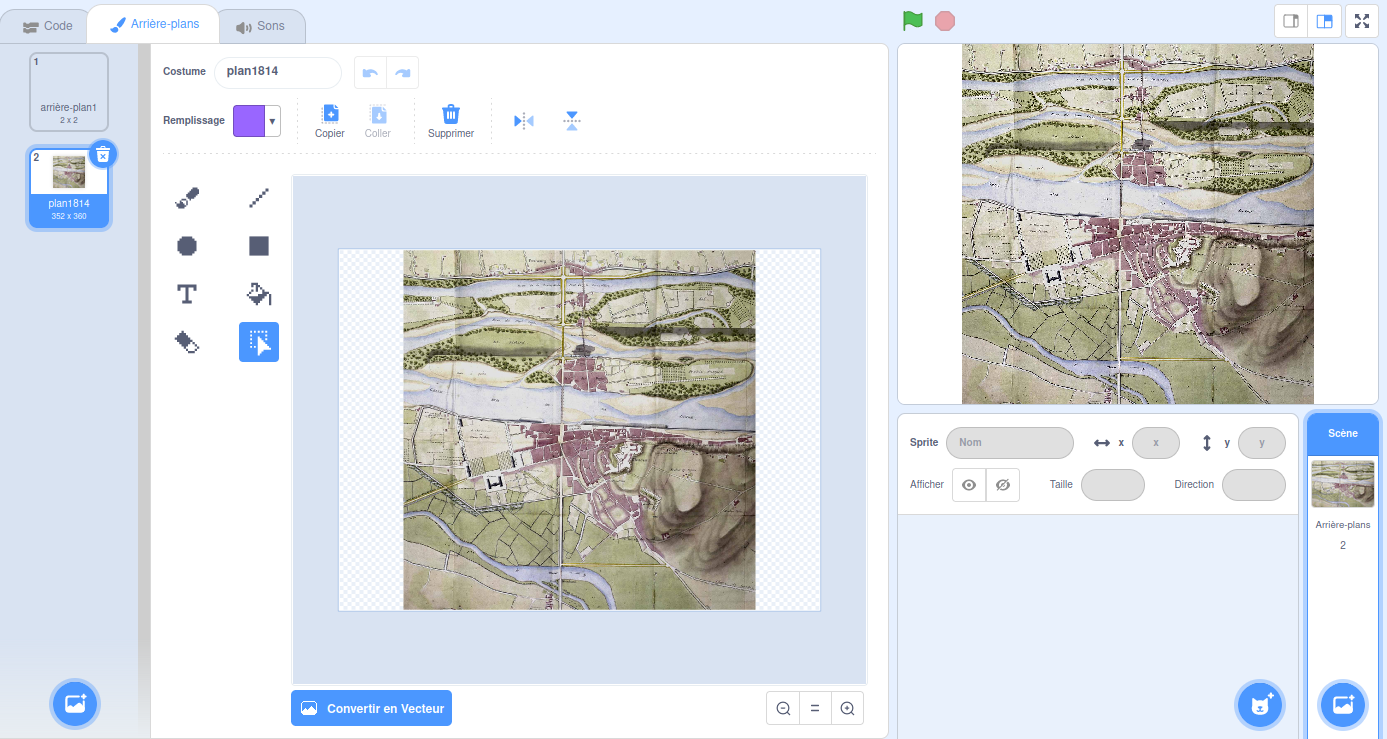 Code
Arrière-plans
Sons
1
arrière-plan1
2 x 2
2
plan1814
352 x 360
Costume
plan1814
Remplissage
Copier
Coller
Supprimer
T
Convertir en Vecteur
=
Sprite
Nom
x
x
y
y
Afficher
Taille
Direction
Scène
Arrière-plans
2